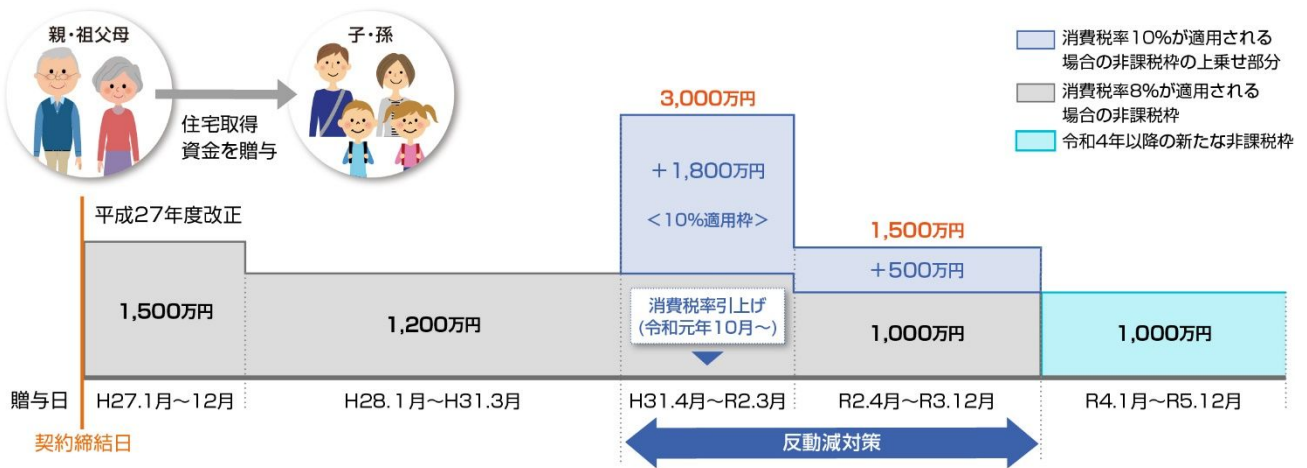 親・祖父母
子・孫
住宅取得
資金を贈与
消費税率10%が適用される
場合の非課税枠の上乗せ部分
消費税率8%が適用される
場合の非課税枠
令和4年以降の新たな非課税枠
平成27年度改正
3,000万円
+1,800万円
<10%適用枠>
1,500万円
+500万円
消費税率引上げ
(令和元年10月〜)
1,500万円
1,200万円
1,000万円
1,000万円
贈与日
H27.1月〜12月
H28.1月〜H31.3月
H31.4月〜R2.3月
R2.4月〜R3.12月
R4.1月〜R5.12月
契約締結日
反動減対策